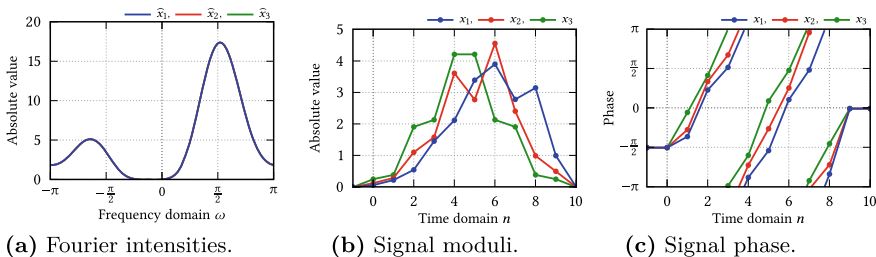 x̂₁, x̂₂, x̂₃
Absolute value
20
15
10
5
0
−π
−π/2
0
π/2
π
Frequency domain ω
(a) Fourier intensities.
x₁, x₂, x₃
Absolute value
5
4
3
2
1
0
0
2
4
6
8
10
Time domain n
(b) Signal moduli.
x₁, x₂, x₃
Phase
π
π/2
0
−π/2
−π
0
2
4
6
8
10
Time domain n
(c) Signal phase.